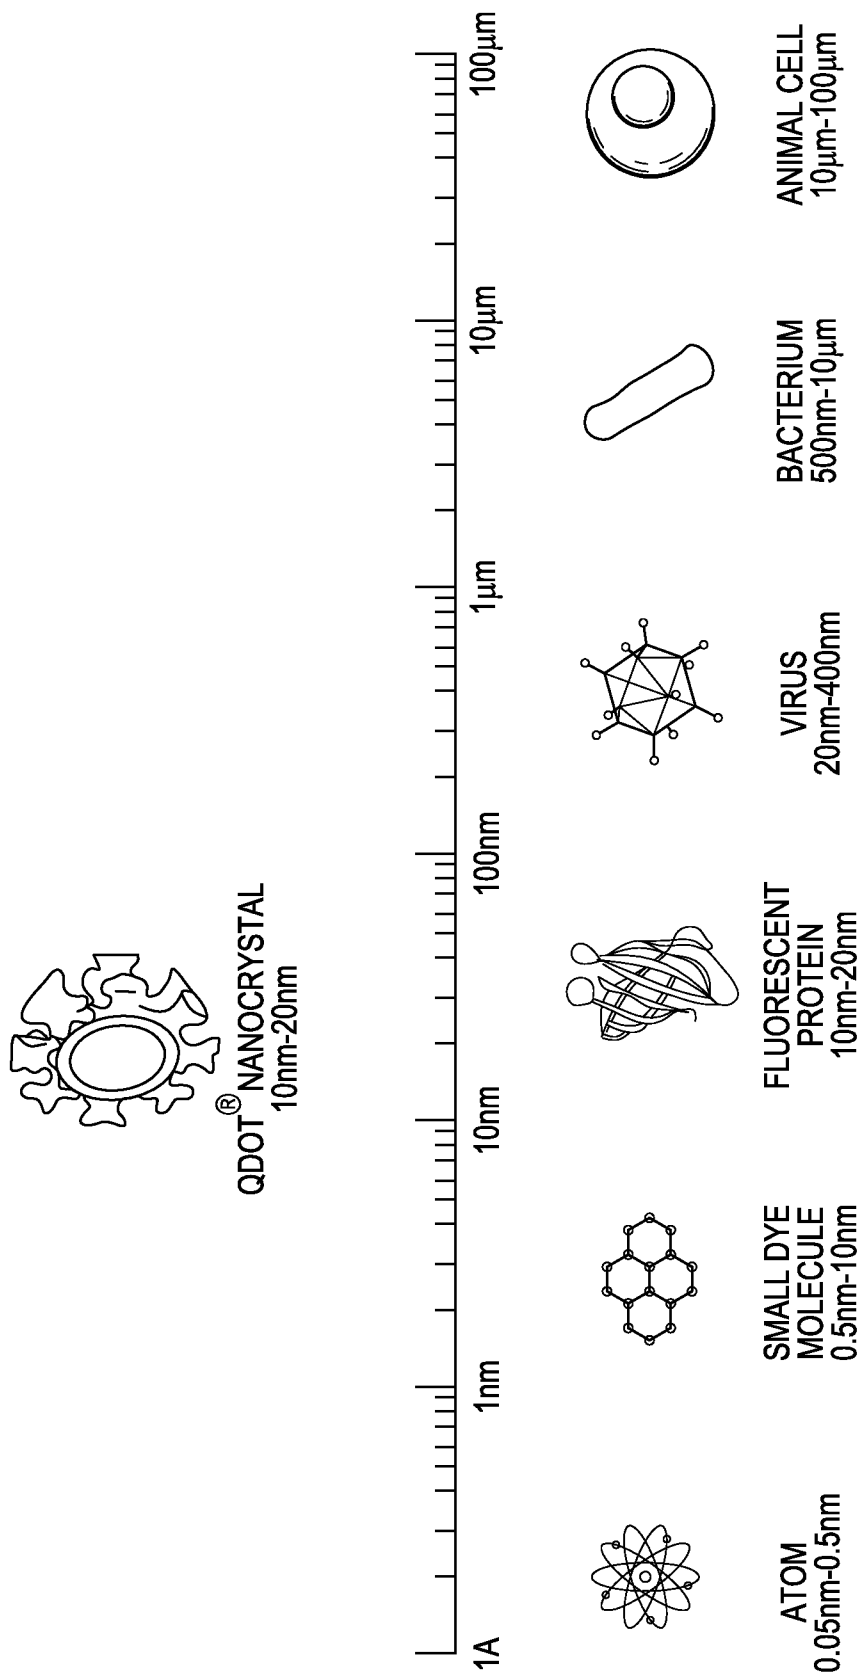 QDOT® NANOCRYSTAL
10nm-20nm
1A
1nm
10nm
100nm
1µm
10µm
100µm
ATOM
0.05nm-0.5nm
SMALL DYE
MOLECULE
0.5nm-10nm
FLUORESCENT
PROTEIN
10nm-20nm
VIRUS
20nm-400nm
BACTERIUM
500nm-10µm
ANIMAL CELL
10µm-100µm